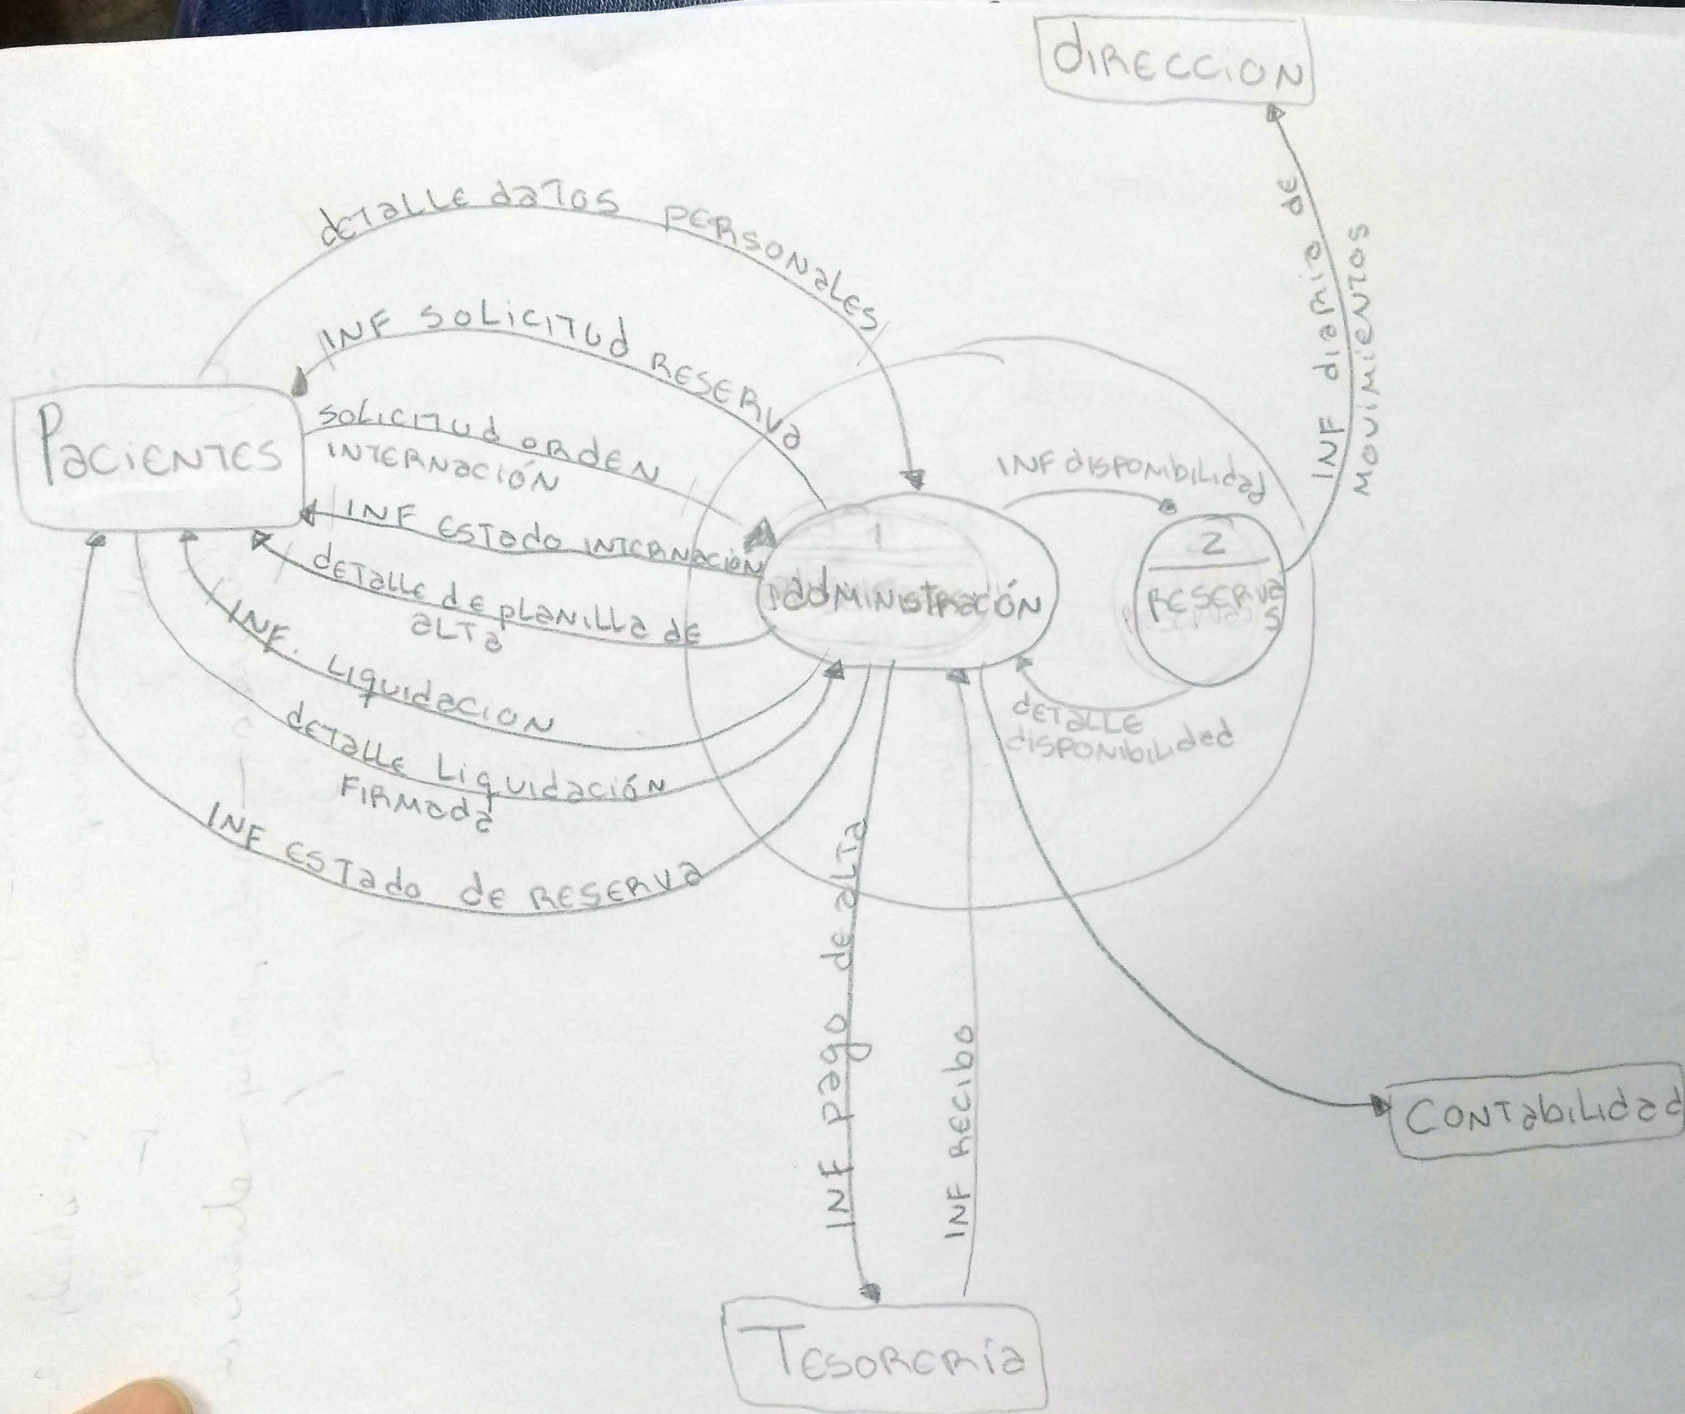 DIRECCION
DETALLE DATOS PERSONALES
INF SOLICITUD RESERVA
PACIENTES
SOLICITUD ORDEN
INTERNACIÓN
INF ESTADO INTERNACIÓN
DETALLE DE PLANILLA DE
ALTA
INF. LIQUIDACION
DETALLE LIQUIDACIÓN
FIRMADA
INF ESTADO DE RESERVA
1
ADMINISTRACIÓN
INF DISPONIBILIDAD
2
RESERVA
S
DETALLE
DISPONIBILIDAD
INF DIARIO DE
MOVIMIENTOS
INF PAGO DE ALTA
INF RECIBO
CONTABILIDAD
TESORERÍA